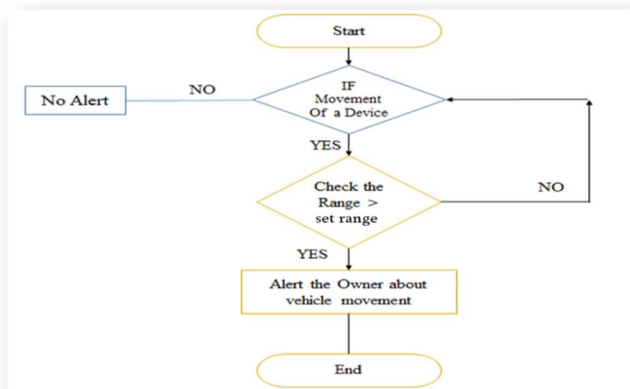 Start
IF
Movement
Of a Device
NO
No Alert
YES
Check the
Range >
set range
NO
YES
Alert the Owner about
vehicle movement
End